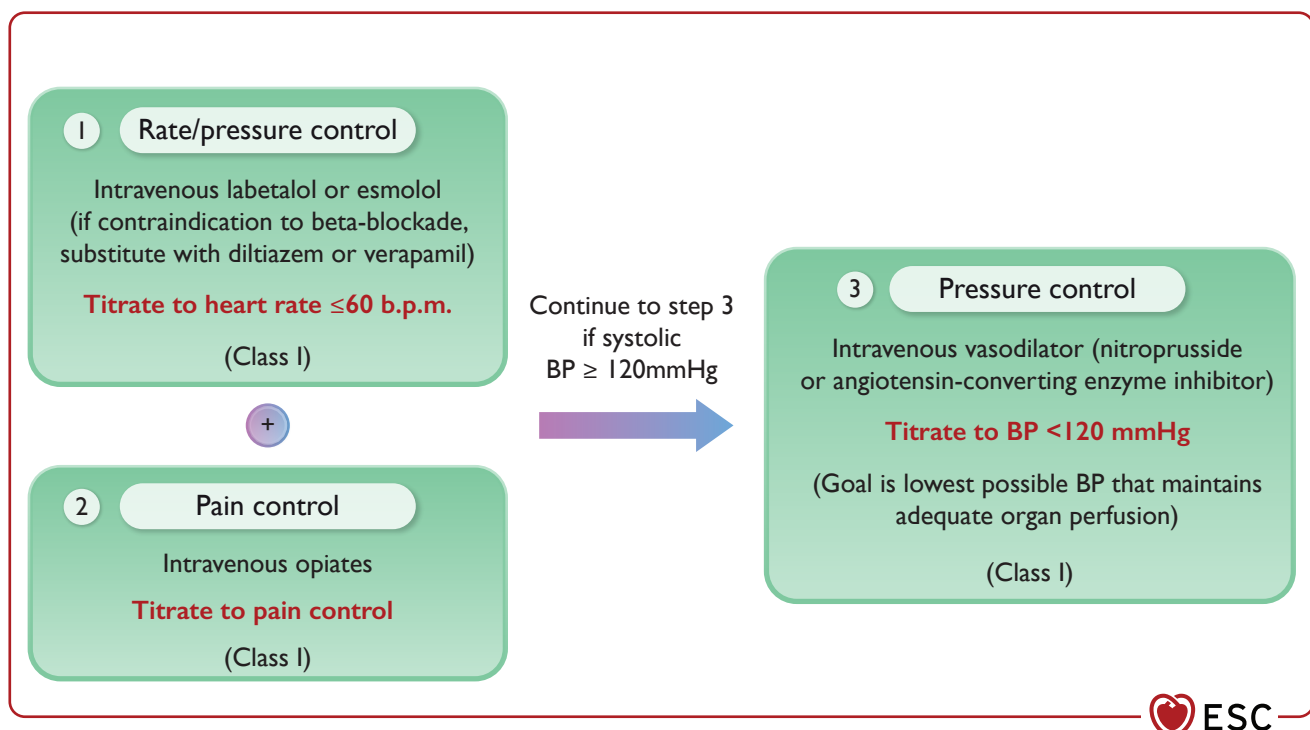 1 Rate/pressure control
Intravenous labetalol or esmolol
(if contraindication to beta-blockade,
substitute with diltiazem or verapamil)
Titrate to heart rate ≤60 b.p.m.
(Class I)
+
2 Pain control
Intravenous opiates
Titrate to pain control
(Class I)
Continue to step 3
if systolic
BP ≥ 120mmHg
3 Pressure control
Intravenous vasodilator (nitroprusside
or angiotensin-converting enzyme inhibitor)
Titrate to BP <120 mmHg
(Goal is lowest possible BP that maintains
adequate organ perfusion)
(Class I)
ESC